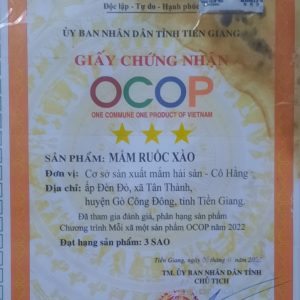 Độc lập - Tự do - Hạnh phúc
ỦY BAN NHÂN DÂN TỈNH TIỀN GIANG
GIẤY CHỨNG NHẬN
OCOP
ONE COMMUNE ONE PRODUCT OF VIETNAM
SẢN PHẨM: MẮM RUỐC XÀO
Đơn vị: Cơ sở sản xuất mắm hải sản - Cô Hằng
Địa chỉ: ấp Đèn Đỏ, xã Tân Thành,
huyện Gò Công Đông, tỉnh Tiền Giang.
Đã tham gia đánh giá, phân hạng sản phẩm
Chương trình Mỗi xã một sản phẩm OCOP năm 2022
Đạt hạng sản phẩm: 3 SAO
Tiền Giang, ngày
TM. ỦY BAN NHÂN DÂN TỈNH
CHỦ TỊCH